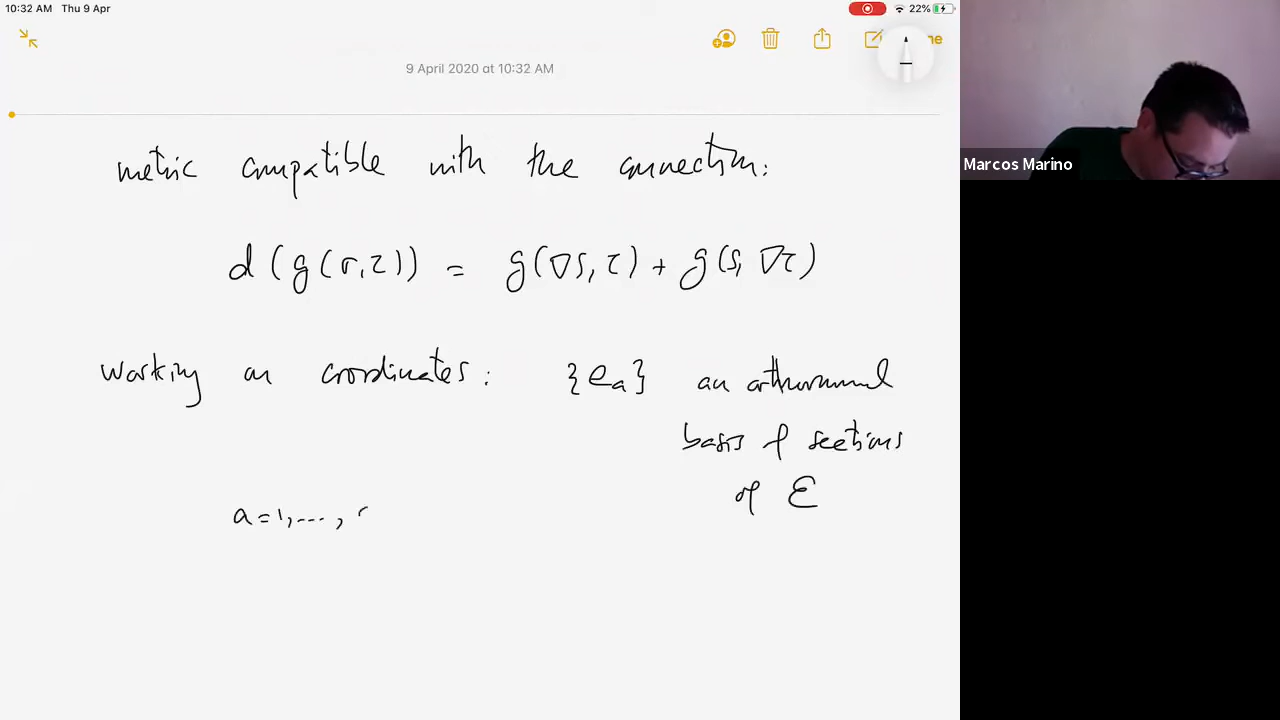 10:32 AM Thu 9 Apr
22%
9 April 2020 at 10:32 AM
Marcos Marino
metric compatible with the connection:
d(g(σ,τ)) = g(∇s,τ) + g(s,∇τ)
Working on coordinates: {e_a} an orthonormal
basis of sections
of E
a=1,...,